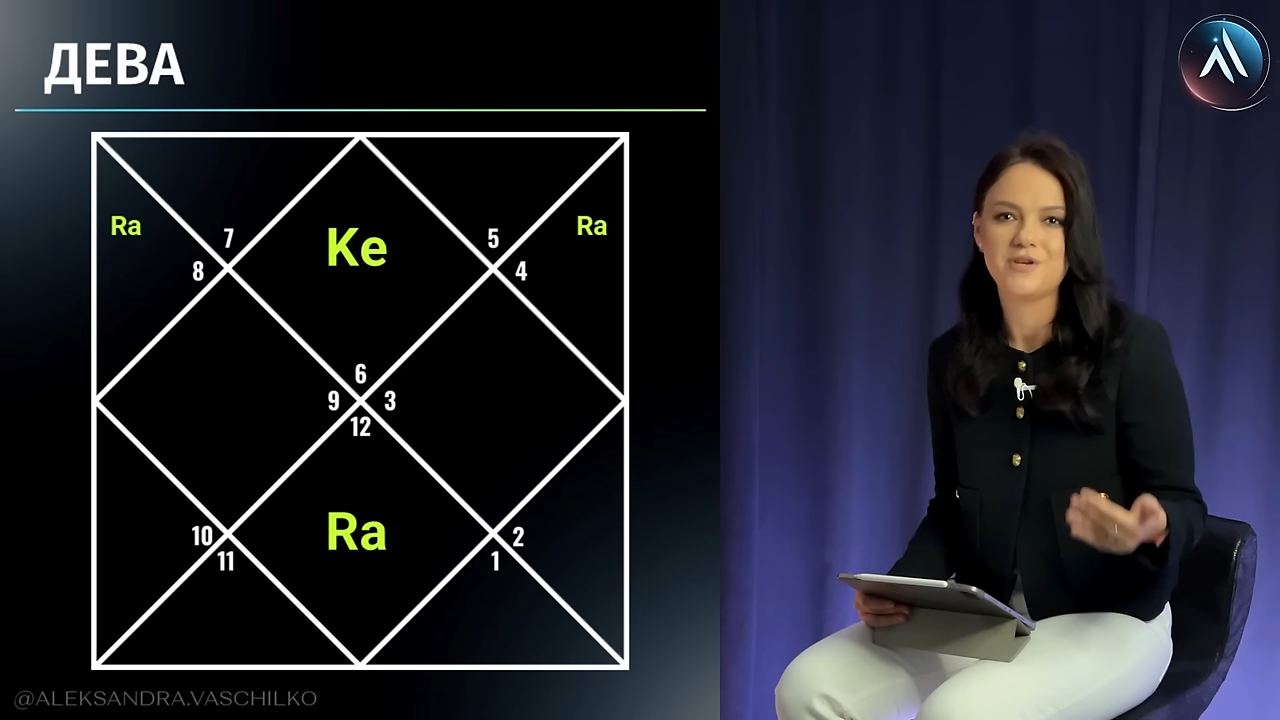 ДЕВА
Ra
7
Ke
5
Ra
8
4
6
9
3
12
10
Ra
2
11
1
@ALEKSANDRA.VASCHILKO